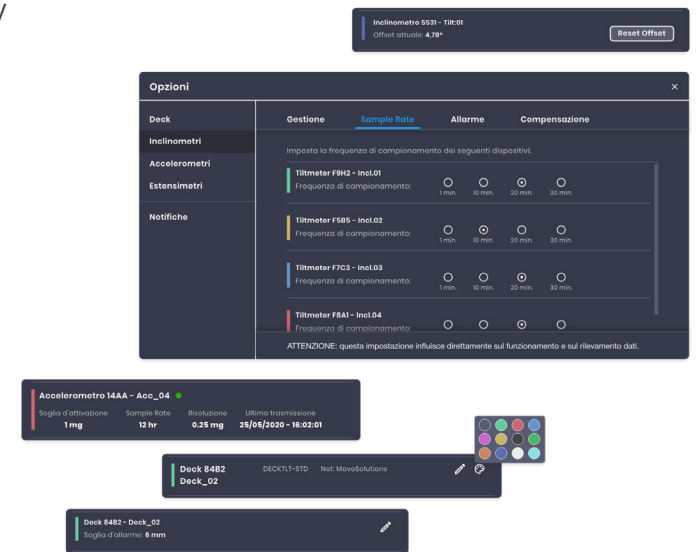 Inclinometro 5531 - Tilt:01
Offset attuale: 4,78°
Reset Offset
Opzioni
×
Deck
Inclinometri
Accelerometri
Estensimetri
Notifiche
Gestione Sample Rate Allarme Compensazione
Imposta la frequenza di campionamento dei seguenti dispositivi:
Tiltmeter F9H2 - Incl.01
Frequenza di campionamento:
1 min. 10 min. 20 min. 30 min.
Tiltmeter F5B5 - Incl.02
Frequenza di campionamento:
1 min. 10 min. 20 min. 30 min.
Tiltmeter F7C3 - Incl.03
Frequenza di campionamento:
1 min. 10 min. 20 min. 30 min.
Tiltmeter F8A1 - Incl.04
Frequenza di campionamento:
ATTENZIONE: questa impostazione influisce direttamente sul funzionamento e sul rilevamento dati.
Accelerometro 14AA - Acc_04
Soglia d'attivazione Sample Rate Risoluzione Ultima trasmissione
1 mg 12 hr 0.25 mg 25/05/2020 - 16:02:01
Deck 84B2 DECKTLT-STD Net: MovoSolutions
Deck_02
Deck 84B2 - Deck_02
Soglia d'allarme: 6 mm